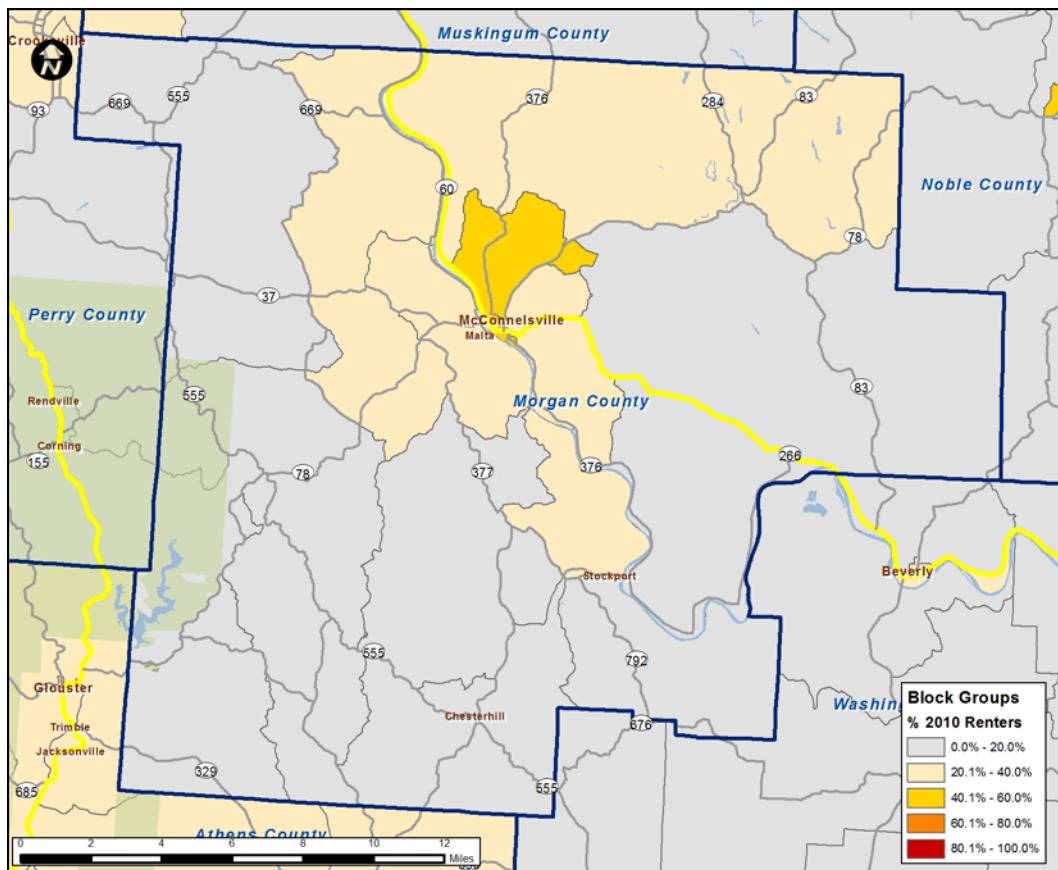 Muskingum County
Crooksville
N
555
376
284
83
93
669
669
60
Noble County
78
37
Perry County
McConnelsville
Malta
Rendville
555
83
Morgan County
Corning
155
78
377
376
266
Stockport
Beverly
555
792
Glouster
Chesterhill
676
Trimble
Jacksonville
329
555
685
Athens County
Block Groups
% 2010 Renters
0.0% - 20.0%
20.1% - 40.0%
40.1% - 60.0%
60.1% - 80.0%
80.1% - 100.0%
Washing
0 2 4 6 8 10 12
Miles